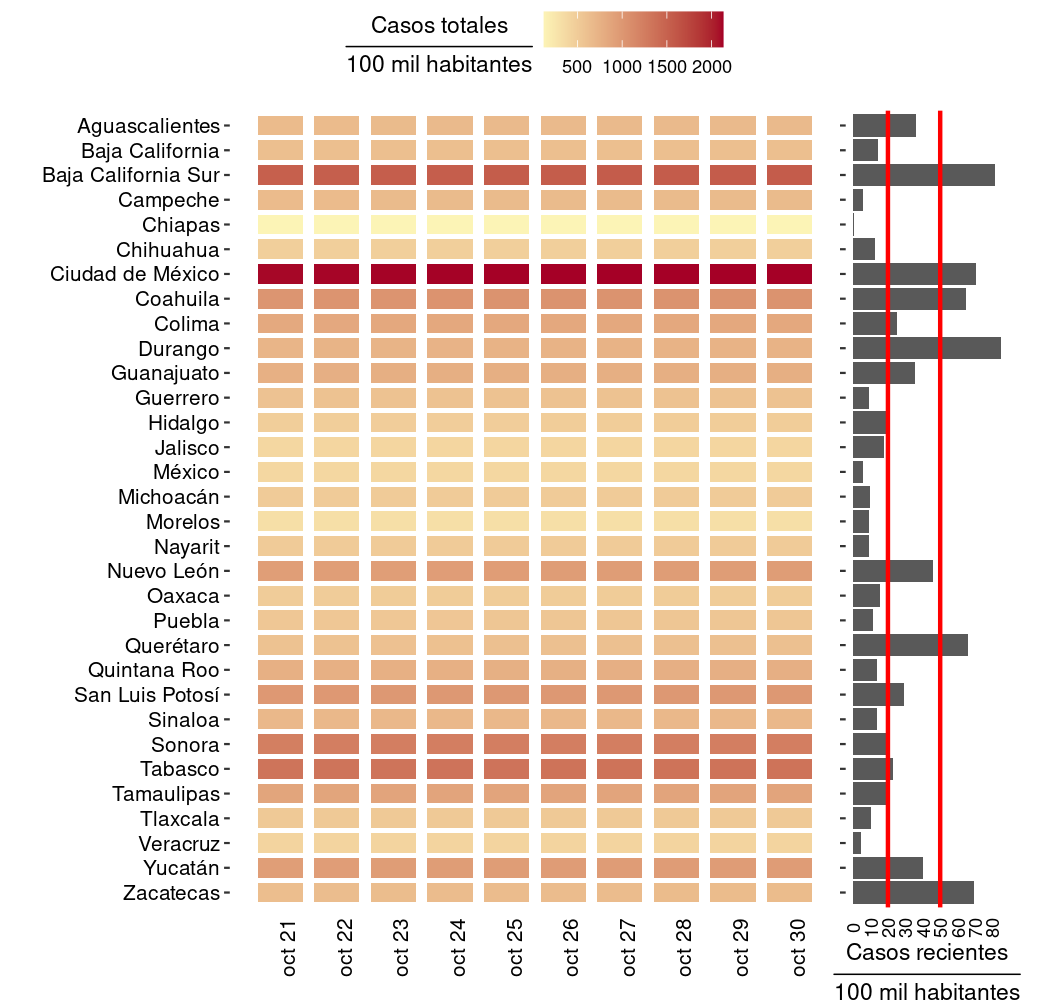 Casos totales
100 mil habitantes
500 1000 1500 2000
Aguascalientes
Baja California
Baja California Sur
Campeche
Chiapas
Chihuahua
Ciudad de México
Coahuila
Colima
Durango
Guanajuato
Guerrero
Hidalgo
Jalisco
México
Michoacán
Morelos
Nayarit
Nuevo León
Oaxaca
Puebla
Querétaro
Quintana Roo
San Luis Potosí
Sinaloa
Sonora
Tabasco
Tamaulipas
Tlaxcala
Veracruz
Yucatán
Zacatecas
oct 21
oct 22
oct 23
oct 24
oct 25
oct 26
oct 27
oct 28
oct 29
oct 30
0
10
20
30
40
50
60
70
80
Casos recientes
100 mil habitantes